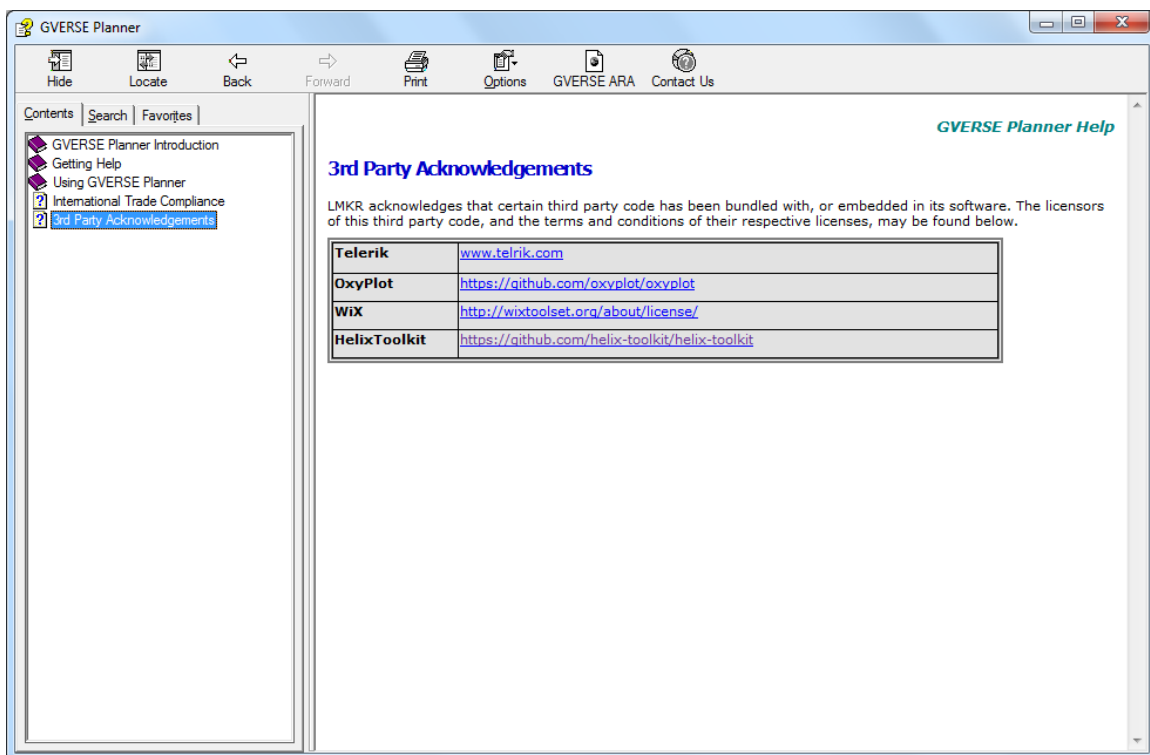 GVERSE Planner
Hide
Locate
Back
Forward
Print
Options
GVERSE ARA
Contact Us
Contents
Search
Favorites
GVERSE Planner Introduction
Getting Help
Using GVERSE Planner
International Trade Compliance
3rd Party Acknowledgements
GVERSE Planner Help
3rd Party Acknowledgements
LMKR acknowledges that certain third party code has been bundled with, or embedded in its software. The licensors
of this third party code, and the terms and conditions of their respective licenses, may be found below.
Telerik www.telrik.com
OxyPlot https://github.com/oxyplot/oxyplot
WiX http://wixtoolset.org/about/license/
HelixToolkit https://github.com/helix-toolkit/helix-toolkit